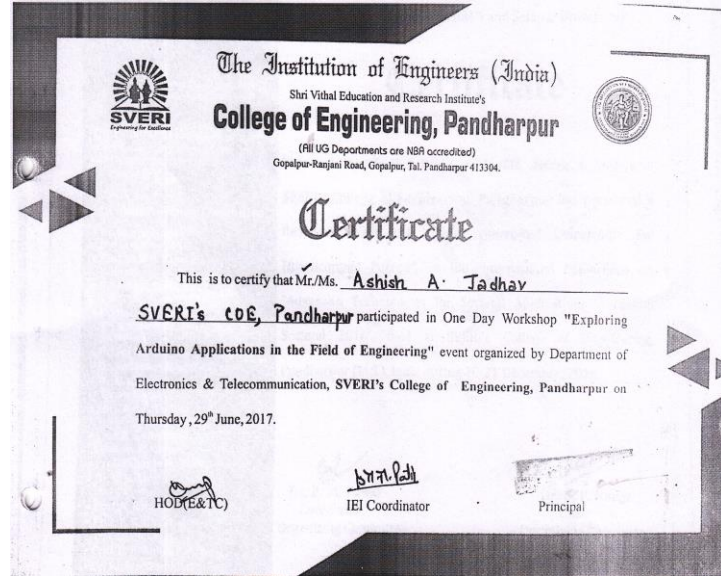 The Institution of Engineers (India)
Shri Vithal Education and Research Institute's
SVERI
Engineering for Excellence
College of Engineering, Pandharpur
(All UG Departments are NBA accredited)
Gopalpur-Ranjani Road, Gopalpur, Tal. Pandharpur 413304.
Certificate
This is to certify that Mr./Ms. Ashish A. Jadhav
SVERI's COE, Pandharpur participated in One Day Workshop "Exploring
Arduino Applications in the Field of Engineering" event organized by Department of
Electronics & Telecommunication, SVERI's College of Engineering, Pandharpur on
Thursday, 29th June, 2017.
HOD(E&TC)
IEI Coordinator
Principal